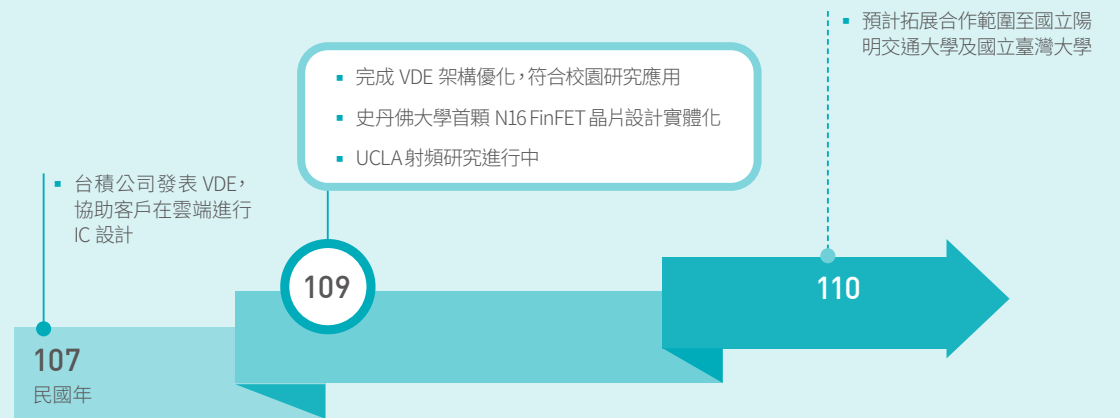 台積公司發表 VDE，
協助客戶在雲端進行
IC 設計
107
民國年
完成 VDE 架構優化，符合校園研究應用
史丹佛大學首顆 N16 FinFET 晶片設計實體化
UCLA 射頻研究進行中
109
預計拓展合作範圍至國立陽
明交通大學及國立臺灣大學
110